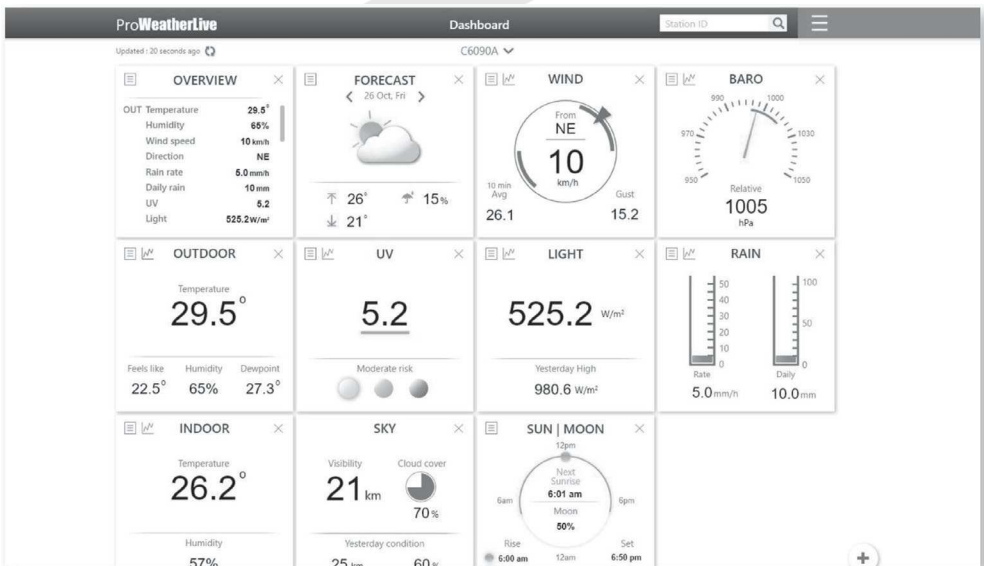 ProWeatherLive
Dashboard
Station ID
Updated : 20 seconds ago
C6090A
OVERVIEW
OUT Temperature 29.5°
Humidity 65%
Wind speed 10 km/h
Direction NE
Rain rate 5.0 mm/h
Daily rain 10 mm
UV 5.2
Light 525.2 W/m²
FORECAST
26 Oct, Fri
26° 15%
21°
WIND
From
NE
10
km/h
10 min
Avg
26.1
Gust
15.2
BARO
990 1000
970 1030
950 1050
Relative
1005
hPa
OUTDOOR
Temperature
29.5°
Feels like Humidity Dewpoint
22.5° 65% 27.3°
UV
5.2
Moderate risk
LIGHT
525.2 W/m²
Yesterday High
980.6 W/m²
RAIN
50
40
30
20
10
0
100
50
0
Rate Daily
5.0 mm/h 10.0 mm
INDOOR
Temperature
26.2°
Humidity
57%
SKY
Visibility Cloud cover
21 km
70%
Yesterday condition
25 km 60%
SUN | MOON
12pm
Next
Sunrise
6:01 am
6am 6pm
Moon
50%
Rise Set
6:00 am 12am 6:50 pm